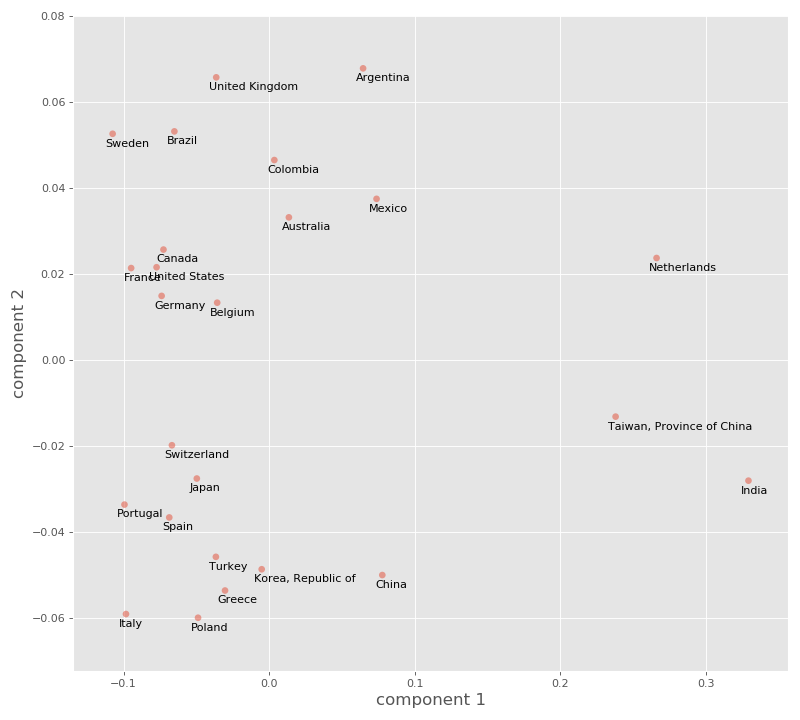 0.08
Argentina
United Kingdom
0.06
Sweden
Brazil
Colombia
0.04
Mexico
Australia
Canada
Netherlands
France
United States
0.02
Germany
Belgium
0.00
component 2
Taiwan, Province of China
−0.02
Switzerland
Japan
India
Portugal
Spain
−0.04
Turkey
Korea, Republic of
China
Greece
−0.06
Italy
Poland
−0.1
0.0
0.1
0.2
0.3
component 1